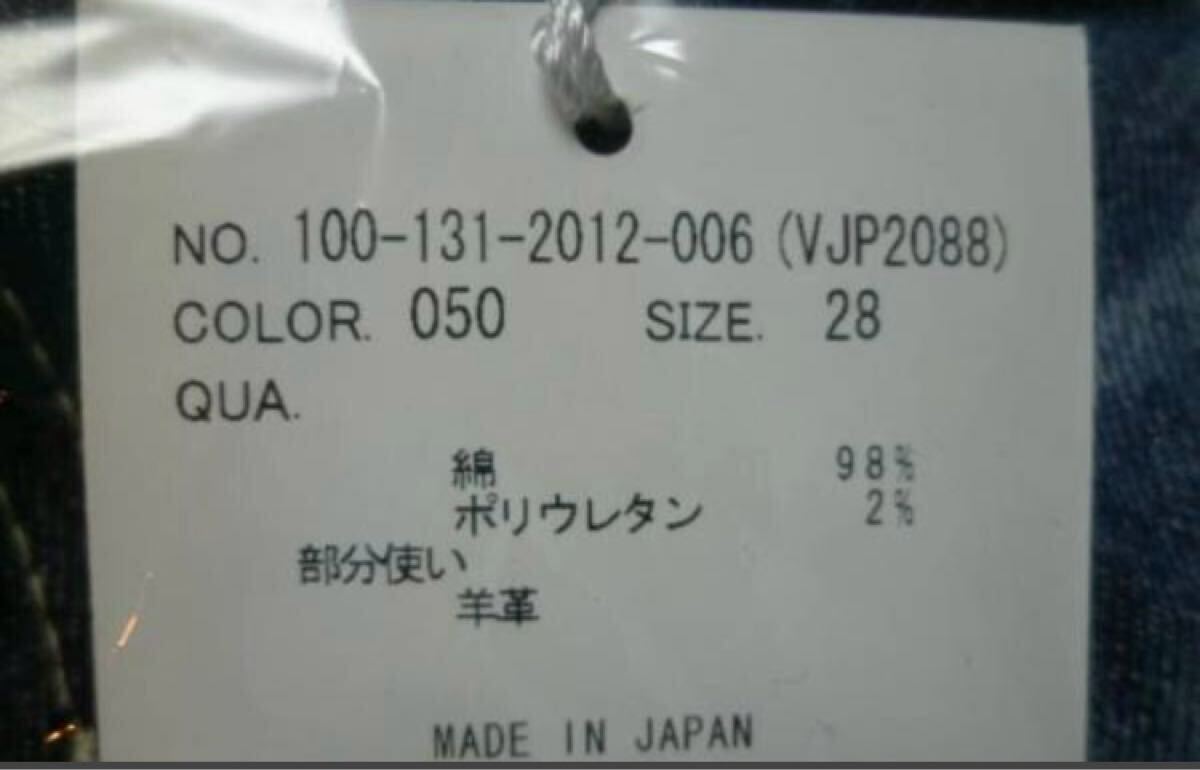 NO. 100-131-2012-006 (VJP2088)
COLOR. 050 SIZE. 28
QUA.
綿 98%
ポリウレタン 2%
部分使い
羊革
MADE IN JAPAN